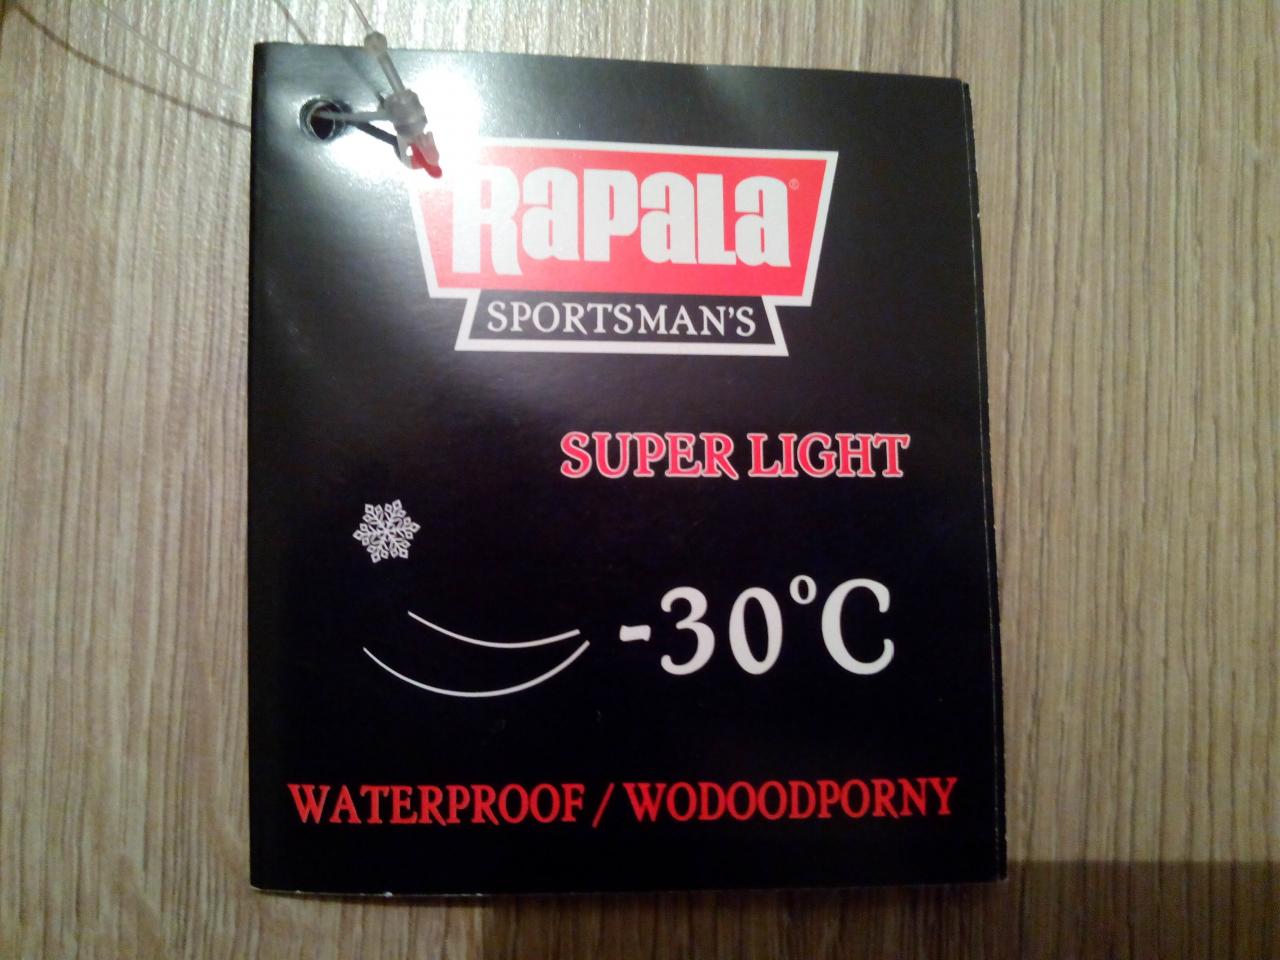 Rapala®
SPORTSMAN'S
SUPER LIGHT
-30°C
WATERPROOF / WODOODPORNY